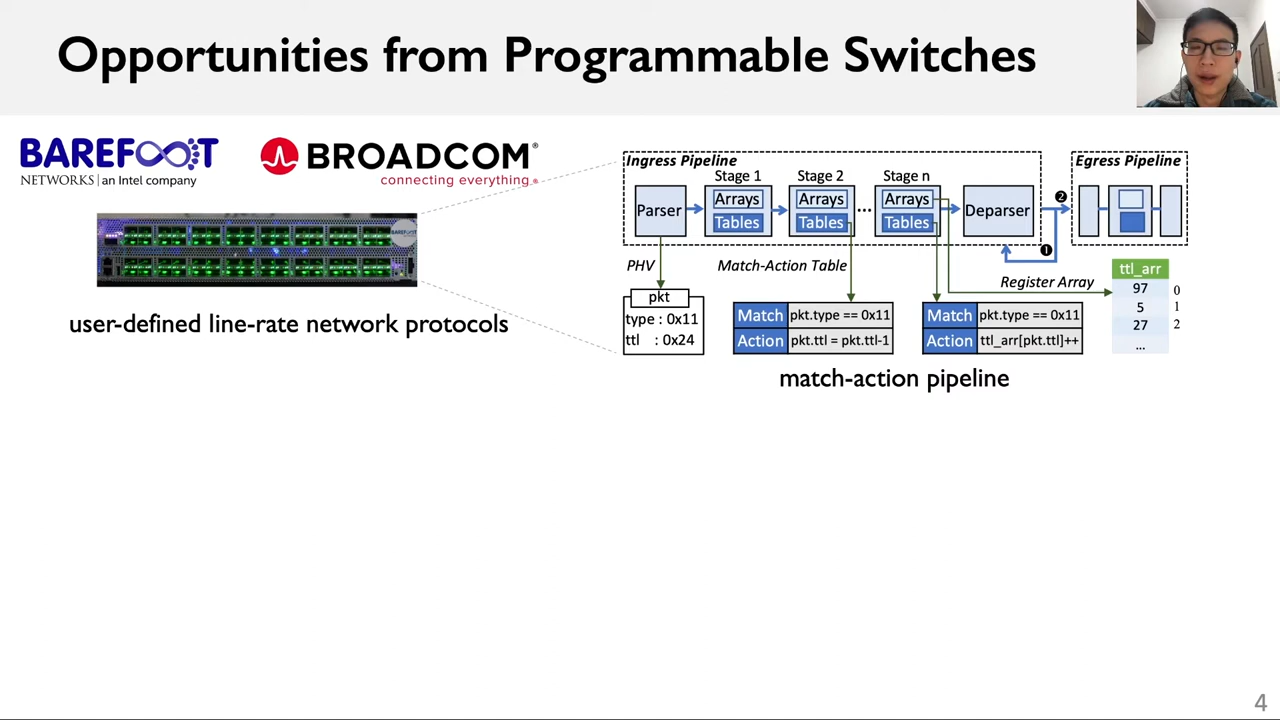 Opportunities from Programmable Switches
BAREFOOT
NETWORKS | an Intel company
BROADCOM®
connecting everything®
user-defined line-rate network protocols
Ingress Pipeline
Stage 1
Stage 2
Stage n
Parser
Arrays
Tables
Arrays
Tables
...
Arrays
Tables
Deparser
❷
❶
Egress Pipeline
PHV
Match-Action Table
Register Array
pkt
type : 0x11
ttl : 0x24
Match pkt.type == 0x11
Action pkt.ttl = pkt.ttl-1
Match pkt.type == 0x11
Action ttl_arr[pkt.ttl]++
ttl_arr
97 0
5 1
27 2
...
match-action pipeline
4